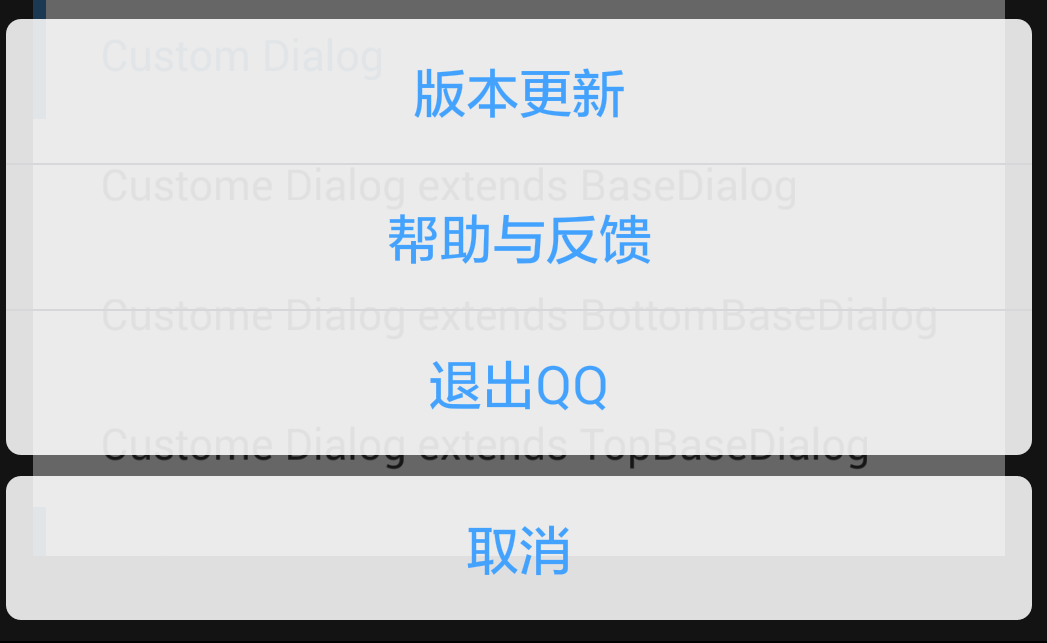 Custom Dialog
版本更新
Custome Dialog extends BaseDialog
帮助与反馈
Custome Dialog extends BottomBaseDialog
退出QQ
Custome Dialog extends TopBaseDialog
取消